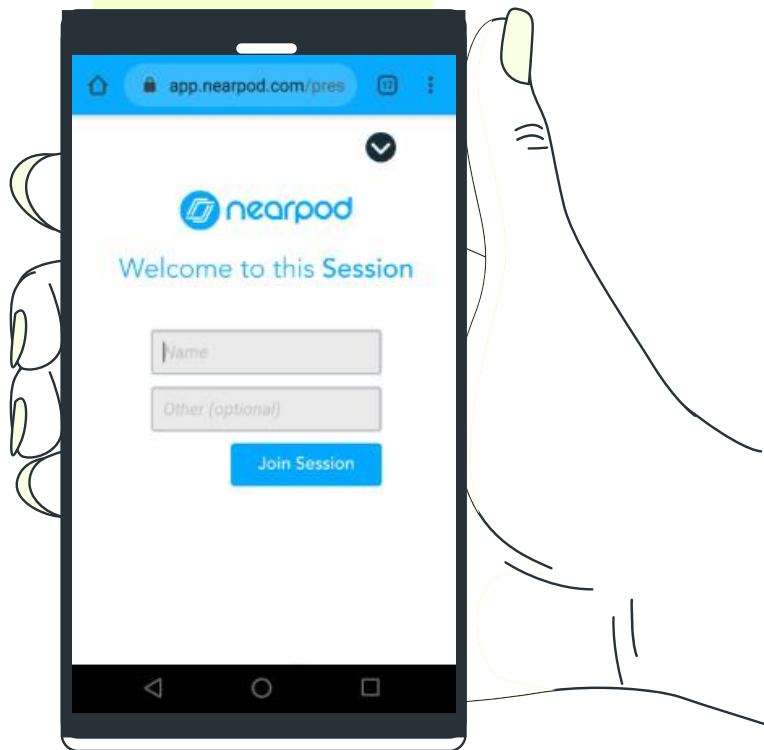 app.nearpod.com/pres
17
nearpod
Welcome to this Session
Name
Other (optional)
Join Session